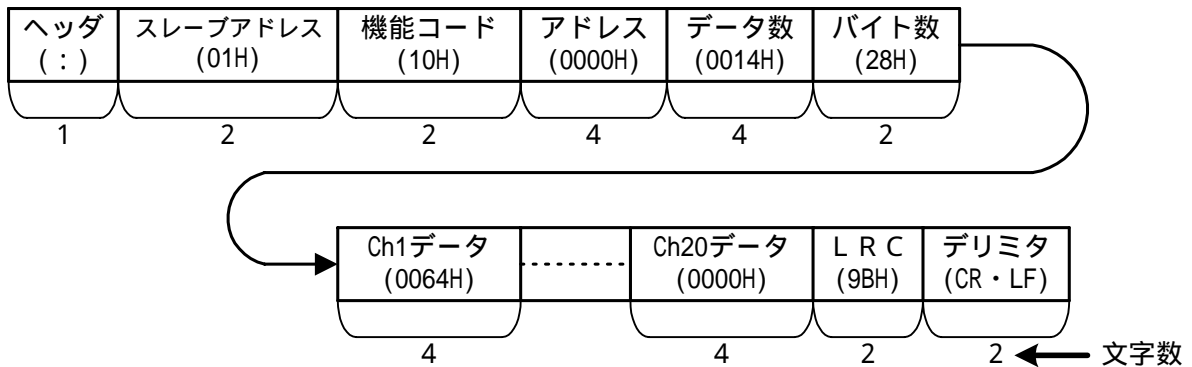 ヘッダ スレーブアドレス 機能コード アドレス データ数 バイト数
(:) (01H) (10H) (0000H) (0014H) (28H)
1 2 2 4 4 2
Ch1データ Ch20データ ＬＲＣ デリミタ
(0064H) (0000H) (9BH) (CR・LF)
4 4 2 2 文字数